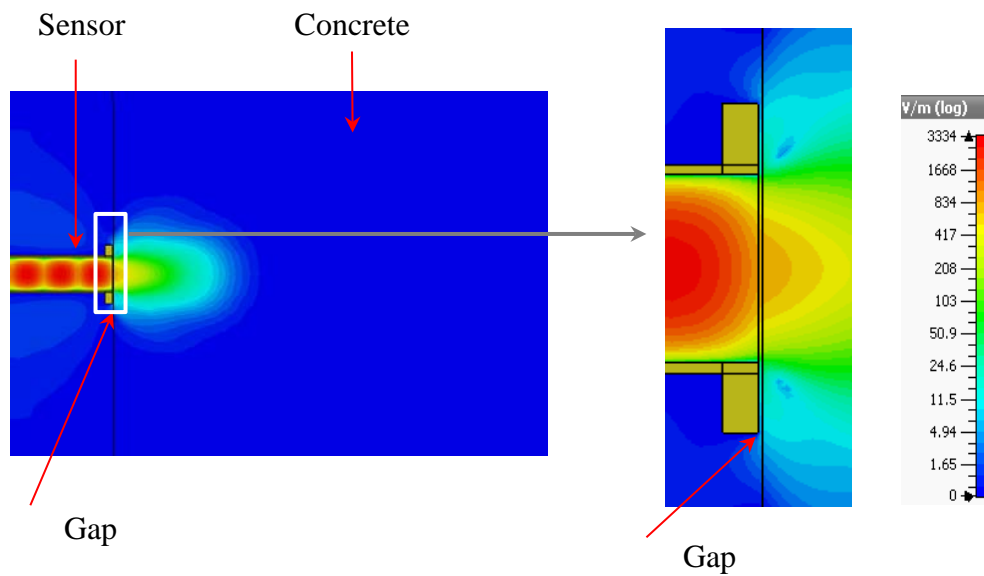 Sensor
Concrete
V/m (log)
3334
1668
834
417
208
103
50.9
24.6
11.5
4.94
1.65
0
Gap
Gap